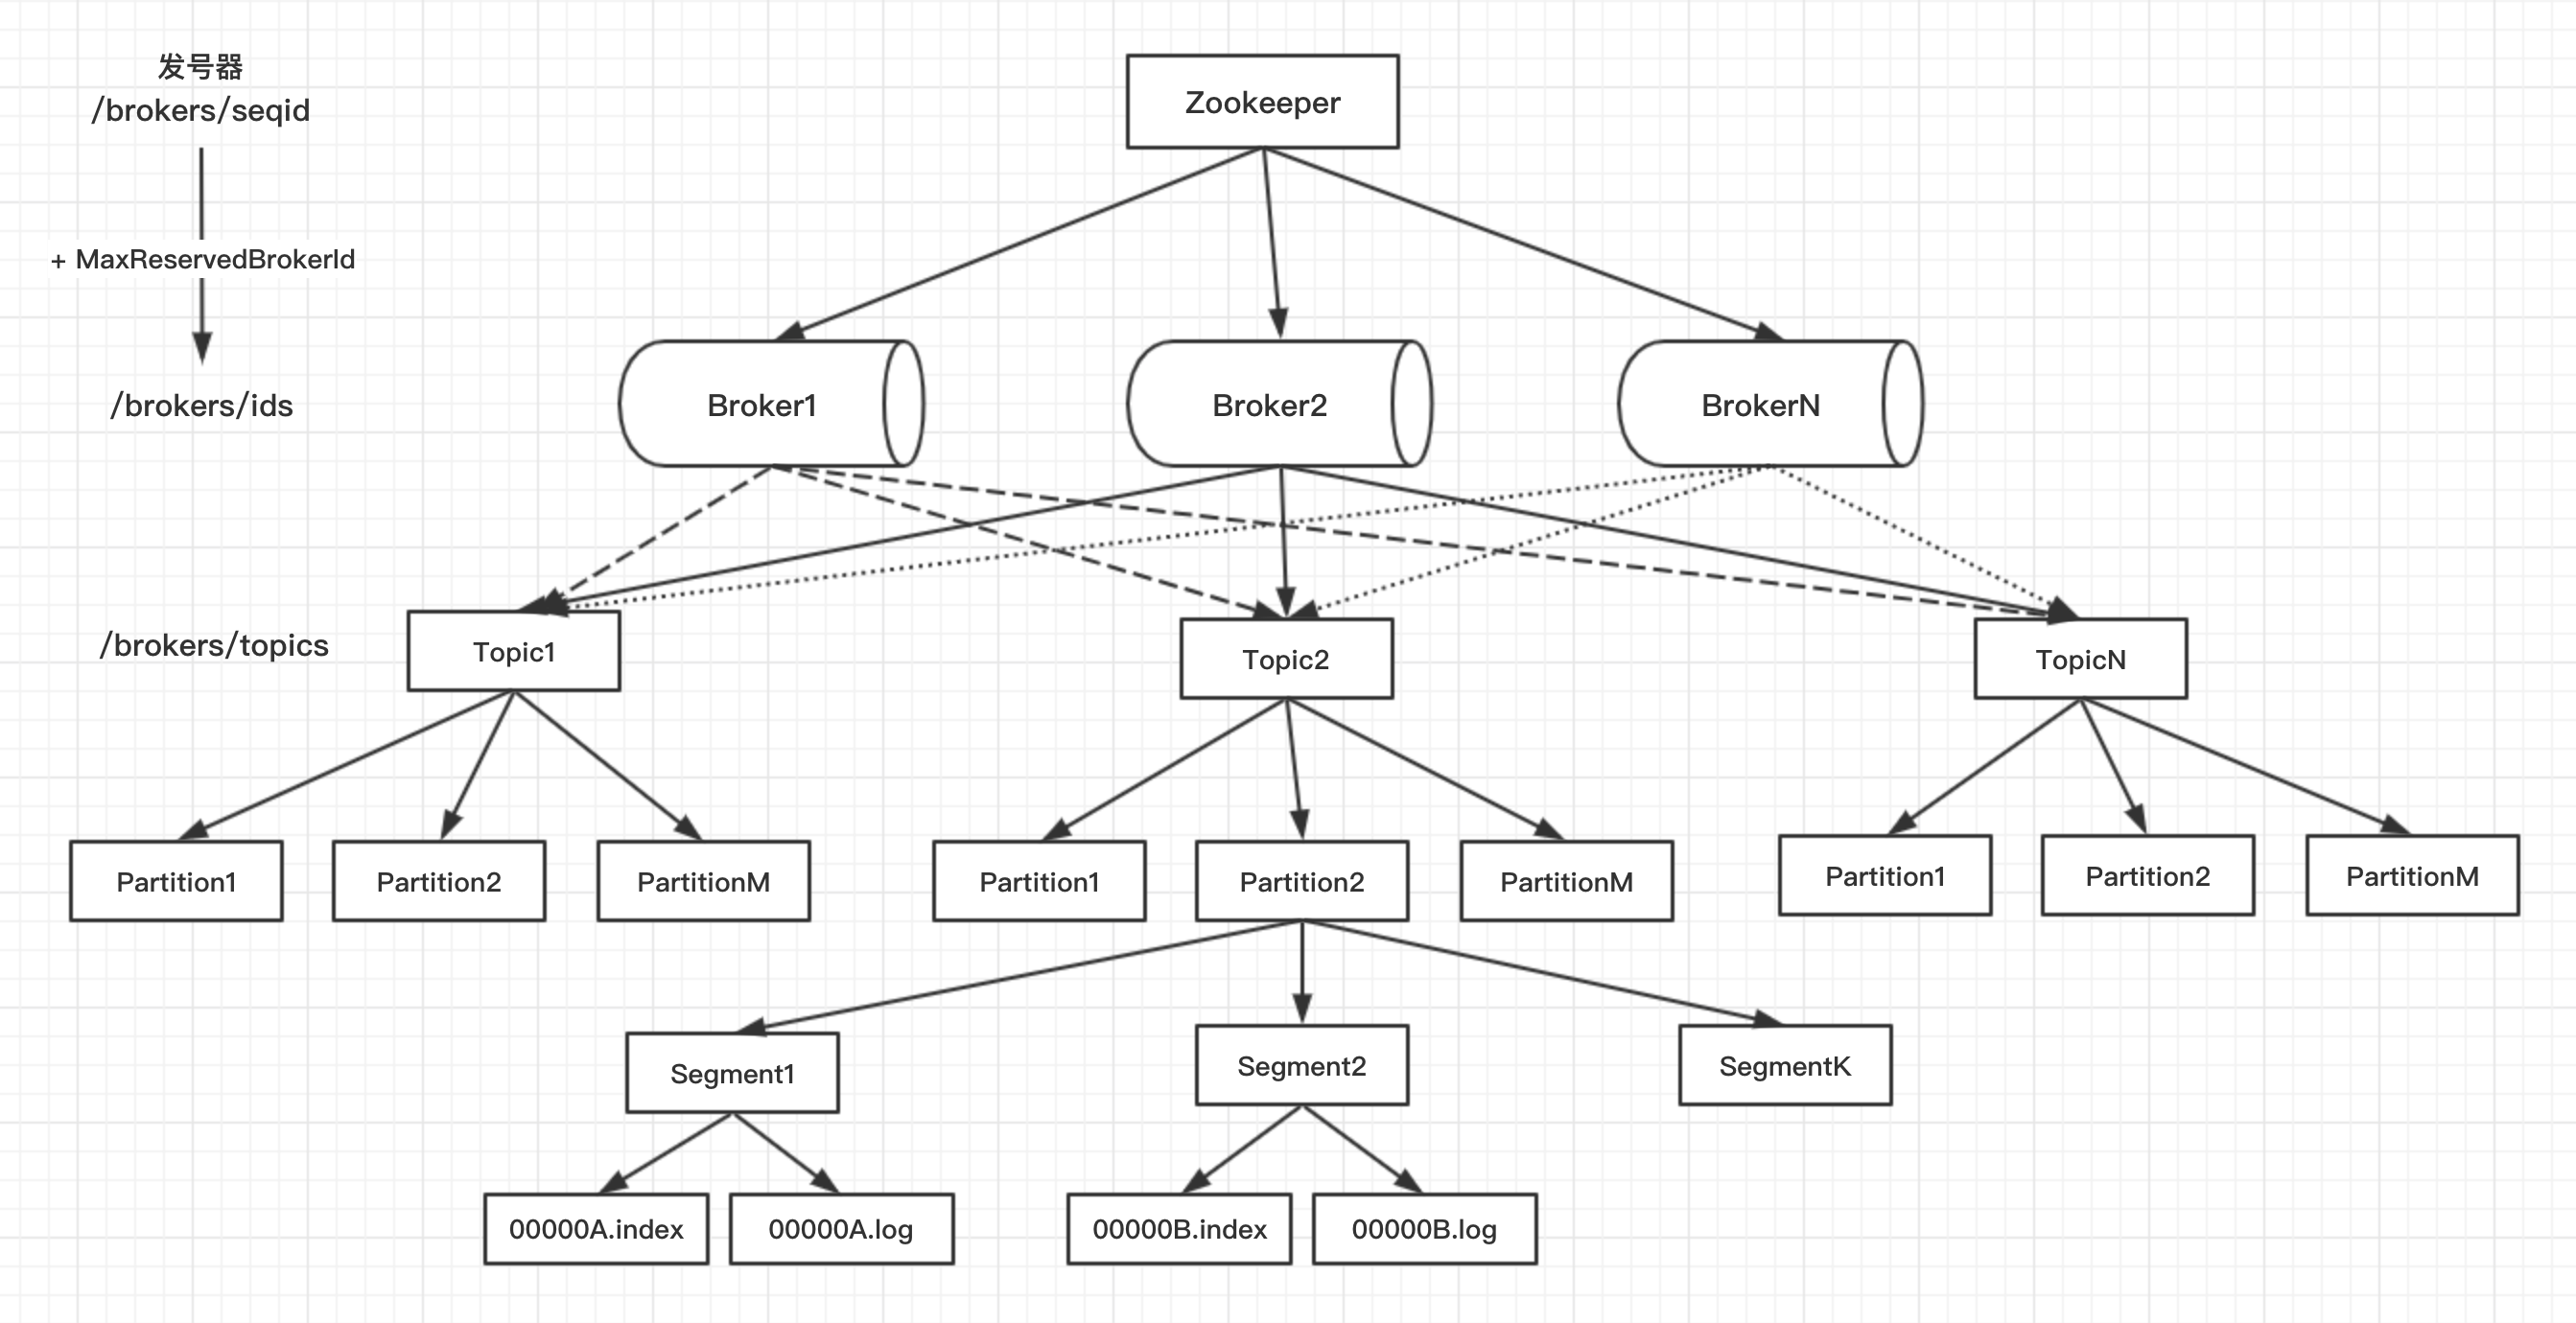 发号器
/brokers/seqid
+ MaxReservedBrokerId
/brokers/ids
Zookeeper
Broker1
Broker2
BrokerN
/brokers/topics
Topic1
Topic2
TopicN
Partition1
Partition2
PartitionM
Partition1
Partition2
PartitionM
Partition1
Partition2
PartitionM
Segment1
Segment2
SegmentK
00000A.index
00000A.log
00000B.index
00000B.log